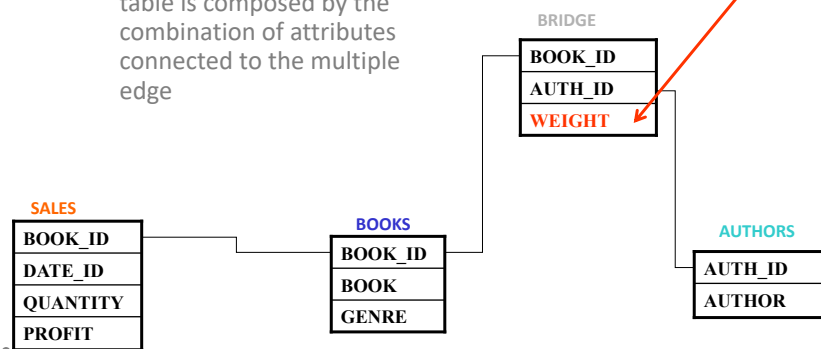 table is composed by the
combination of attributes
connected to the multiple
edge
BRIDGE
BOOK_ID
AUTH_ID
WEIGHT
SALES
BOOK_ID
DATE_ID
QUANTITY
PROFIT
BOOKS
BOOK_ID
BOOK
GENRE
AUTHORS
AUTH_ID
AUTHOR